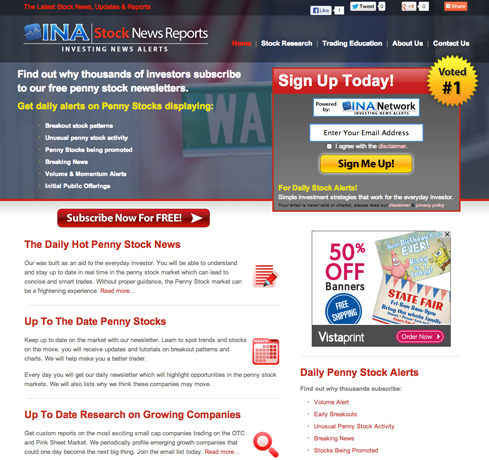 The Latest Stock News, Updates & Reports
Like 1
Tweet 0
+1 0
Share
INA Stock News Reports
INVESTING NEWS ALERTS
Home Stock Research Trading Education About Us Contact Us
Find out why thousands of investors subscribe
to our free penny stock newsletters.
Get daily alerts on Penny Stocks displaying:
Breakout stock patterns
Unusual penny stock activity
Penny Stocks being promoted
Breaking News
Volume & Momentum Alerts
Initial Public Offerings
WA
Sign Up Today!
Voted
#1
Powered by: INA Network
INVESTING NEWS ALERTS
Enter Your Email Address
I agree with the disclaimer.
Sign Me Up!
For Daily Stock Alerts!
Simple investment strategies that work for the everyday investor.
Your email is never sold or shared, please read our disclaimer & privacy policy
Subscribe Now For FREE!
The Daily Hot Penny Stock News
Our was built as an aid to the everyday investor. You will be able to understand
and stay up to date in real time in the penny stock market which can lead to
concise and smart trades. Without proper guidance, the Penny Stock market can
be a frightening experience. Read more...
Up To The Date Penny Stocks
Keep up to date on the market with our newsletter. Learn to spot trends and stocks
on the move, you will receive updates and tutorials on breakout patterns and
charts. We will help make you a better trader.
Every day you will get our daily newsletter which will highlight opportunities in the penny stock
markets. We will also lists why we think these companies may move.
MARCH
Up To Date Research on Growing Companies
Get custom reports on the most exciting small cap companies trading on the OTC
and Pink Sheet Market. We periodically profile emerging growth companies that
could one day become the next big thing. Join the email list today. Read more...
50%
OFF
Banners
FREE
SHIPPING
Best Birthday
EVER!
STATE FAIR
Fri-Sun 8am-9pm
Bring the whole family
Vistaprint
Order Now
Daily Penny Stock Alerts
Find out why thousands subscribe:
Volume Alert
Early Breakouts
Unusual Penny Stock Activity
Breaking News
Stocks Being Promoted